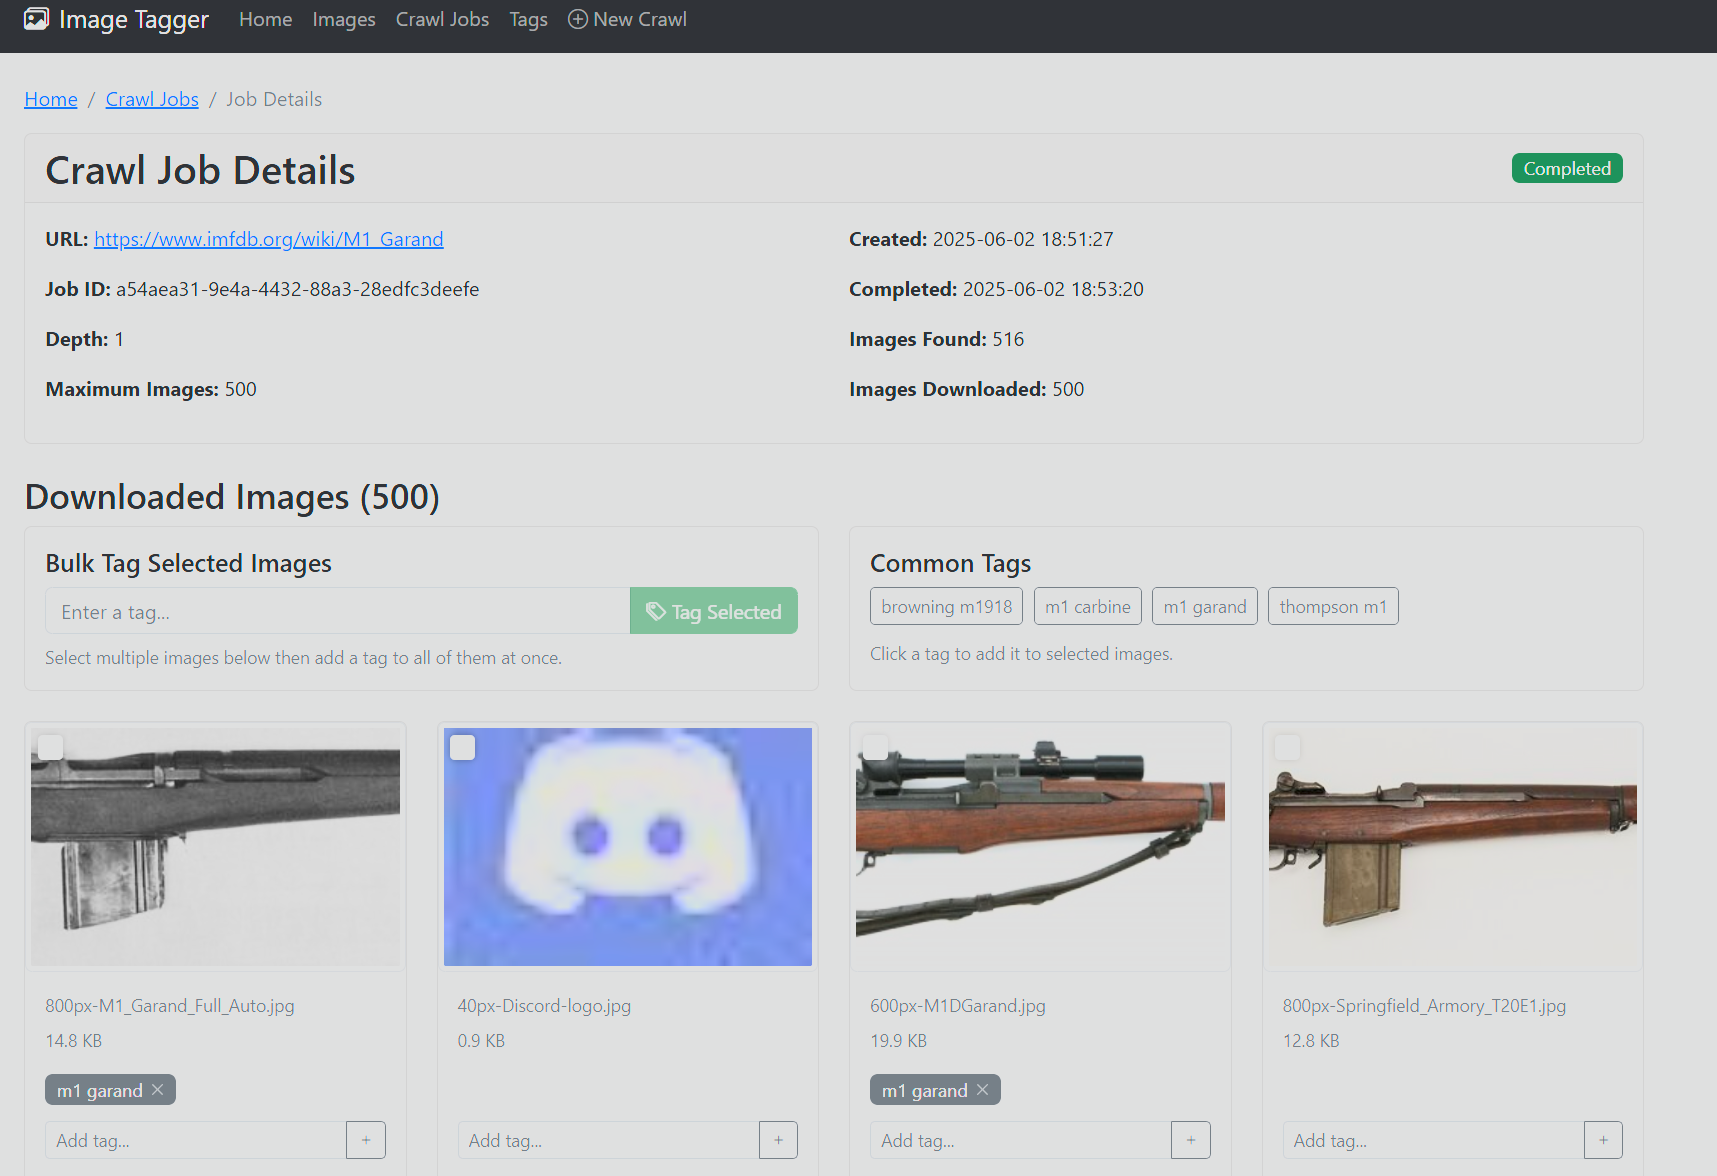 Image Tagger Home Images Crawl Jobs Tags New Crawl
Home / Crawl Jobs / Job Details
Crawl Job Details
Completed
URL: https://www.imfdb.org/wiki/M1_Garand
Created: 2025-06-02 18:51:27
Job ID: a54aea31-9e4a-4432-88a3-28edfc3deefe
Completed: 2025-06-02 18:53:20
Depth: 1
Images Found: 516
Maximum Images: 500
Images Downloaded: 500
Downloaded Images (500)
Bulk Tag Selected Images
Enter a tag...
Tag Selected
Select multiple images below then add a tag to all of them at once.
Common Tags
browning m1918
m1 carbine
m1 garand
thompson m1
Click a tag to add it to selected images.
800px-M1_Garand_Full_Auto.jpg
14.8 KB
m1 garand ×
Add tag... +
40px-Discord-logo.jpg
0.9 KB
Add tag... +
600px-M1DGarand.jpg
19.9 KB
m1 garand ×
Add tag... +
800px-Springfield_Armory_T20E1.jpg
12.8 KB
Add tag... +